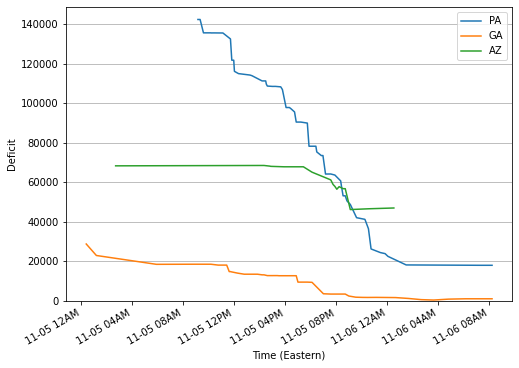 140000
120000
100000
80000
60000
40000
20000
0
Deficit
PA
GA
AZ
11-05 12AM
11-05 04AM
11-05 08AM
11-05 12PM
11-05 04PM
11-05 08PM
11-06 12AM
11-06 04AM
11-06 08AM
Time (Eastern)